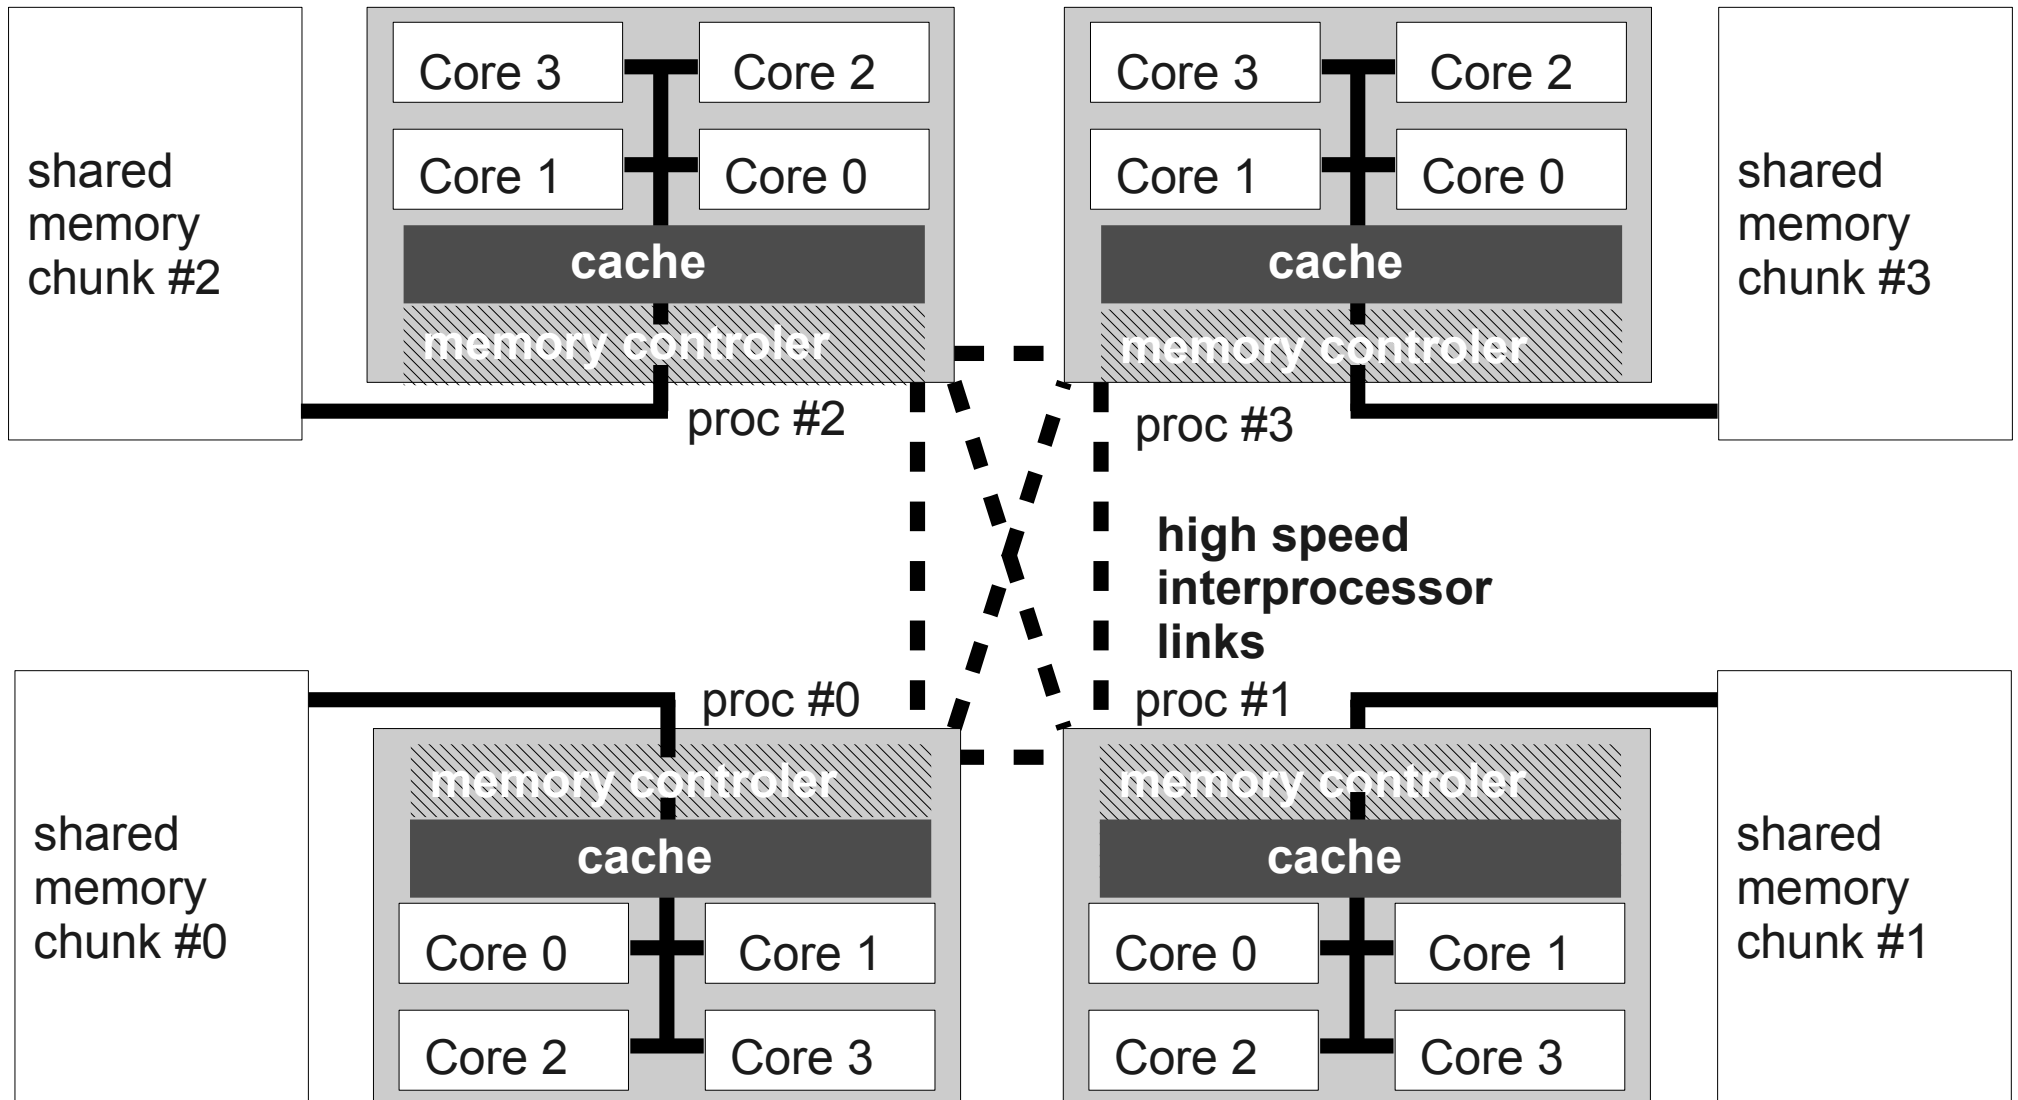 shared
memory
chunk #2
Core 3
Core 2
Core 1
Core 0
cache
memory controler
proc #2
Core 3
Core 2
Core 1
Core 0
cache
memory controler
proc #3
shared
memory
chunk #3
high speed
interprocessor
links
shared
memory
chunk #0
proc #0
memory controler
cache
Core 0
Core 1
Core 2
Core 3
proc #1
memory controler
cache
Core 0
Core 1
Core 2
Core 3
shared
memory
chunk #1